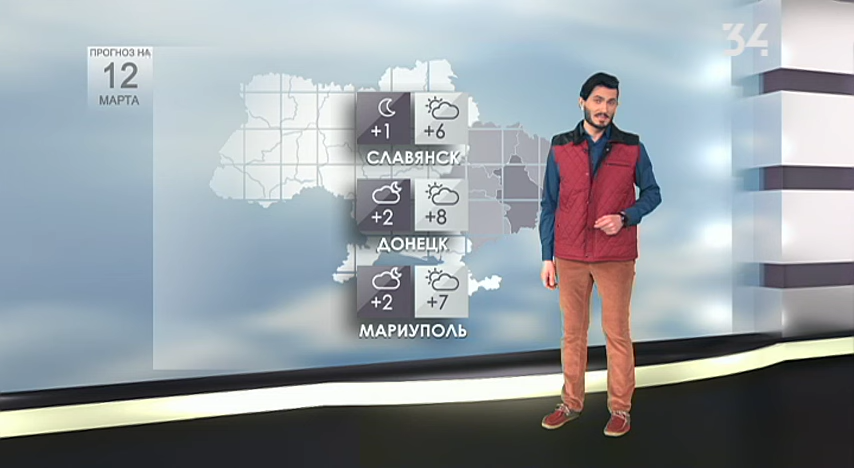 34
ПРОГНОЗ НА
12
МАРТА
+1 +6
СЛАВЯНСК
+2 +8
ДОНЕЦК
+2 +7
МАРИУПОЛЬ